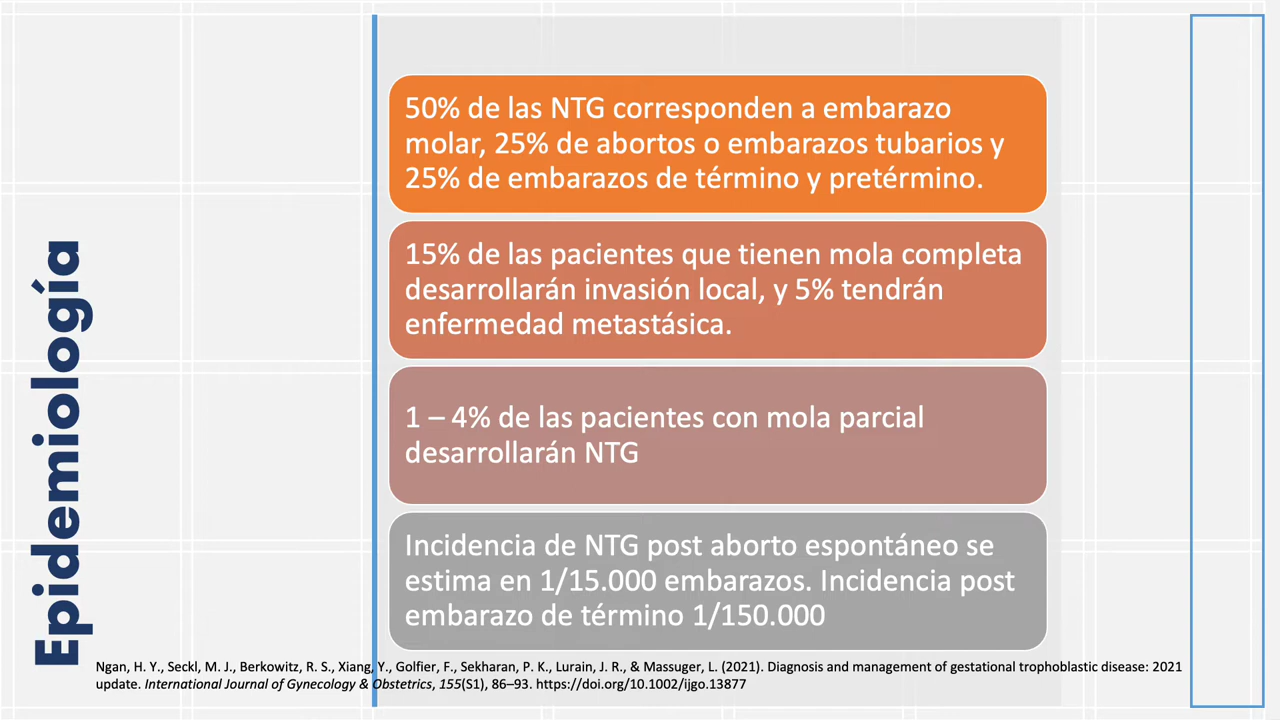 Epidemiología
50% de las NTG corresponden a embarazo
molar, 25% de abortos o embarazos tubarios y
25% de embarazos de término y pretérmino.
15% de las pacientes que tienen mola completa
desarrollarán invasión local, y 5% tendrán
enfermedad metastásica.
1 – 4% de las pacientes con mola parcial
desarrollarán NTG
Incidencia de NTG post aborto espontáneo se
estima en 1/15.000 embarazos. Incidencia post
embarazo de término 1/150.000
Ngan, H. Y., Seckl, M. J., Berkowitz, R. S., Xiang, Y., Golfier, F., Sekharan, P. K., Lurain, J. R., & Massuger, L. (2021). Diagnosis and management of gestational trophoblastic disease: 2021
update. International Journal of Gynecology & Obstetrics, 155(S1), 86–93. https://doi.org/10.1002/ijgo.13877